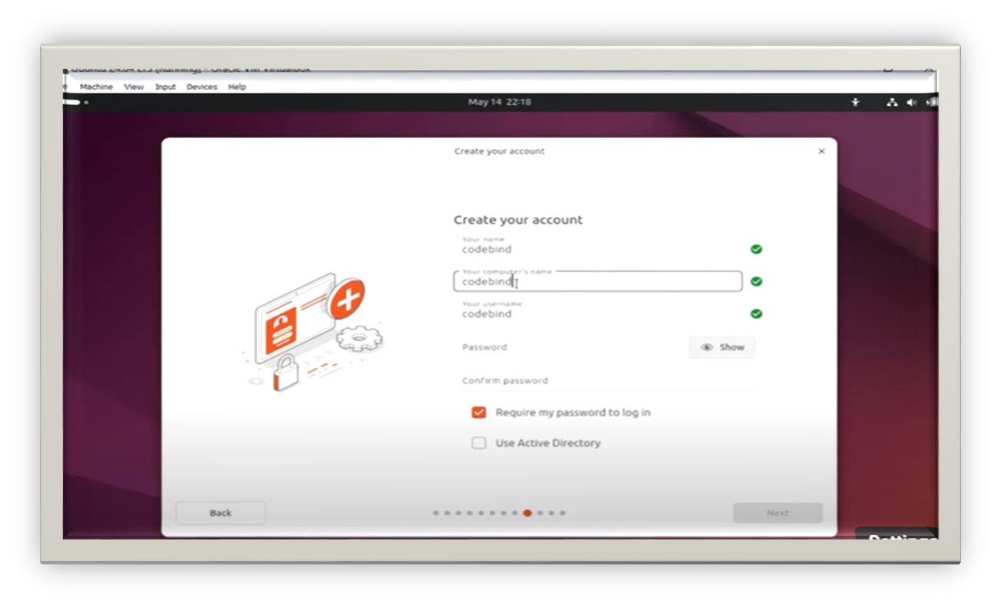 Machine View Input Devices Help
May 14 22:18
Create your account
Create your account
Your name
codebind
Your computer's name
codebind
Your username
codebind
Password
Show
Confirm password
Require my password to log in
Use Active Directory
Back
Next